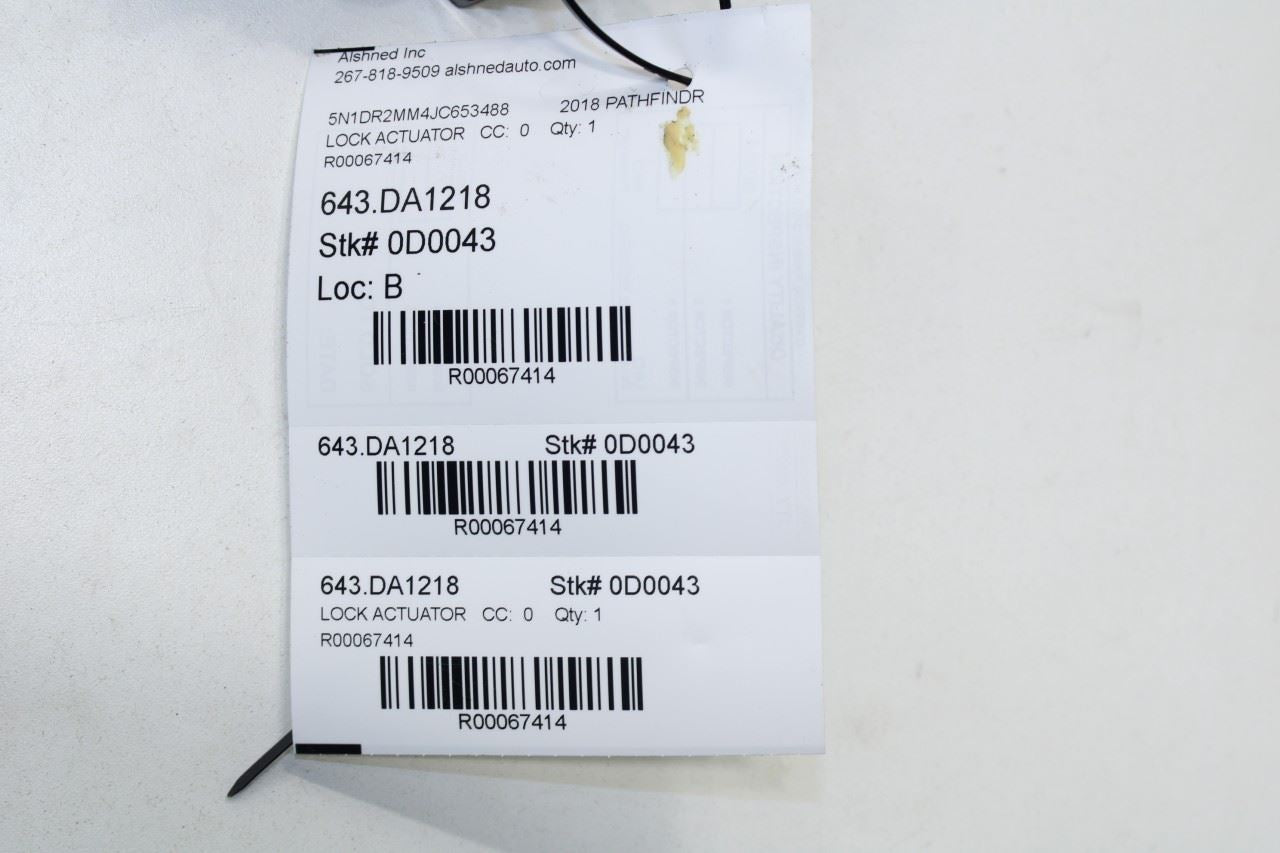 Alshned Inc
267-818-9509 alshnedauto.com
5N1DR2MM4JC653488 2018 PATHFINDR
LOCK ACTUATOR CC: 0 Qty: 1
R00067414
643.DA1218
Stk# 0D0043
Loc: B
R00067414
643.DA1218 Stk# 0D0043
R00067414
643.DA1218 Stk# 0D0043
LOCK ACTUATOR CC: 0 Qty: 1
R00067414
R00067414